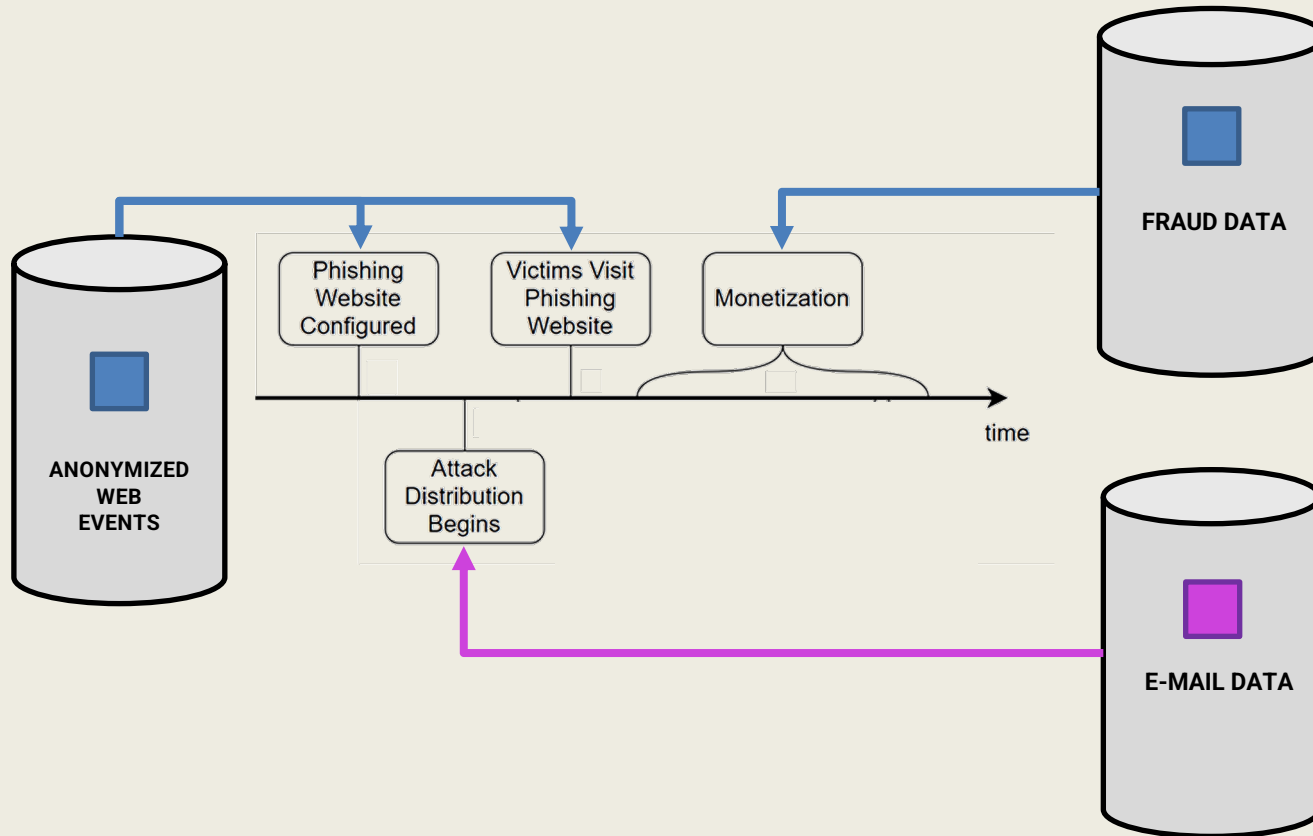 FRAUD DATA
Phishing
Website
Configured
Victims Visit
Phishing
Website
Monetization
time
ANONYMIZED
WEB
EVENTS
Attack
Distribution
Begins
E-MAIL DATA